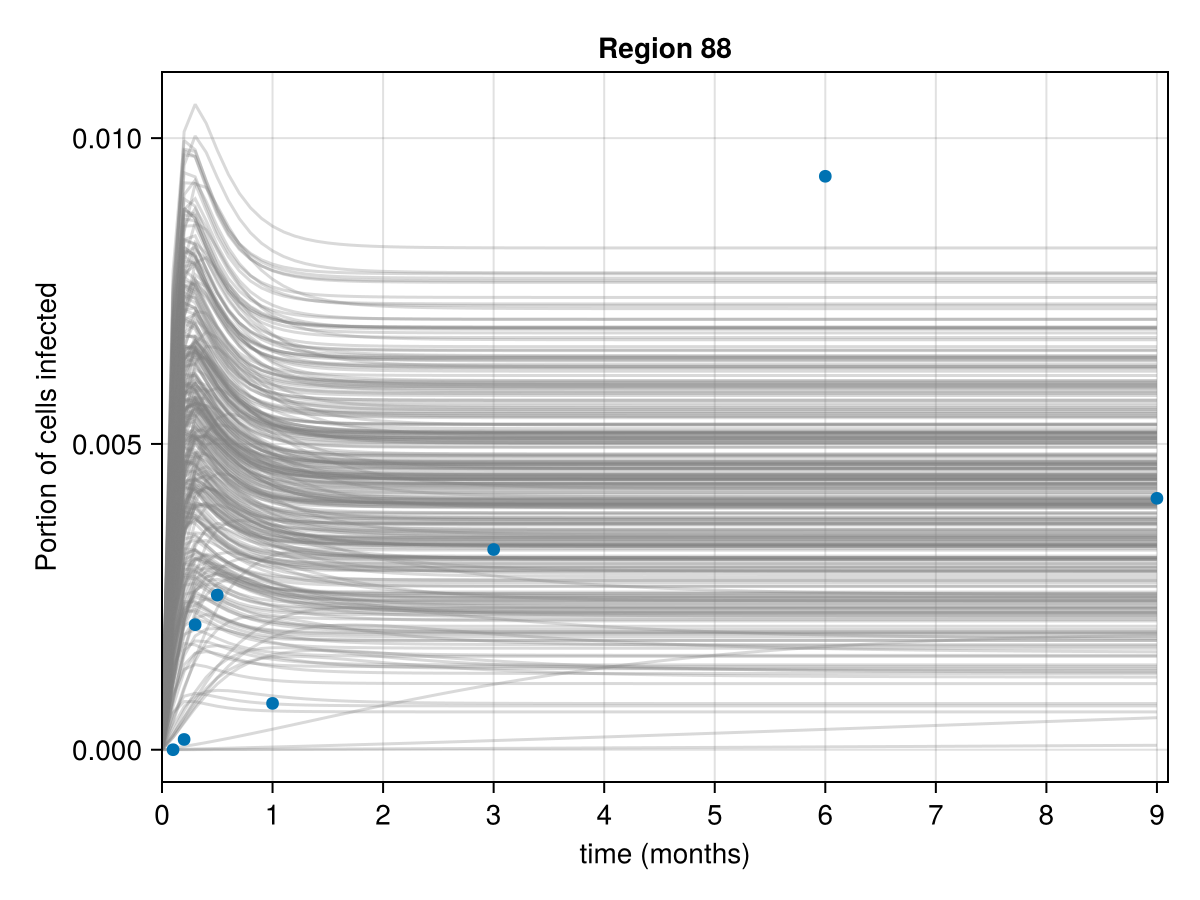 Region 88
0.010
0.005
0.000
Portion of cells infected
0 1 2 3 4 5 6 7 8 9
time (months)